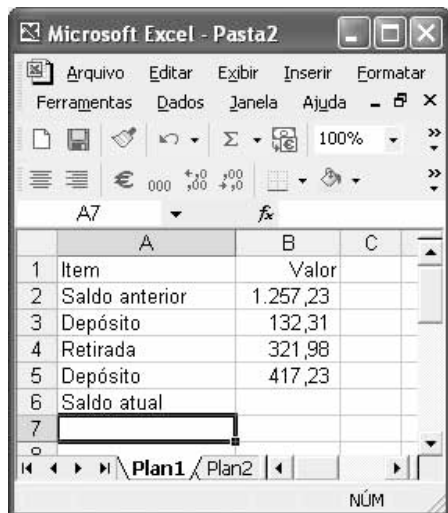 Microsoft Excel - Pasta2
Arquivo Editar Exibir Inserir Formatar
Ferramentas Dados Janela Ajuda
Σ 100% »
€ 000 ,00 ,00 »
A7 fx
A B C
1 Item Valor
2 Saldo anterior 1.257,23
3 Depósito 132,31
4 Retirada 321,98
5 Depósito 417,23
6 Saldo atual
7
Plan1 Plan2
NÚM